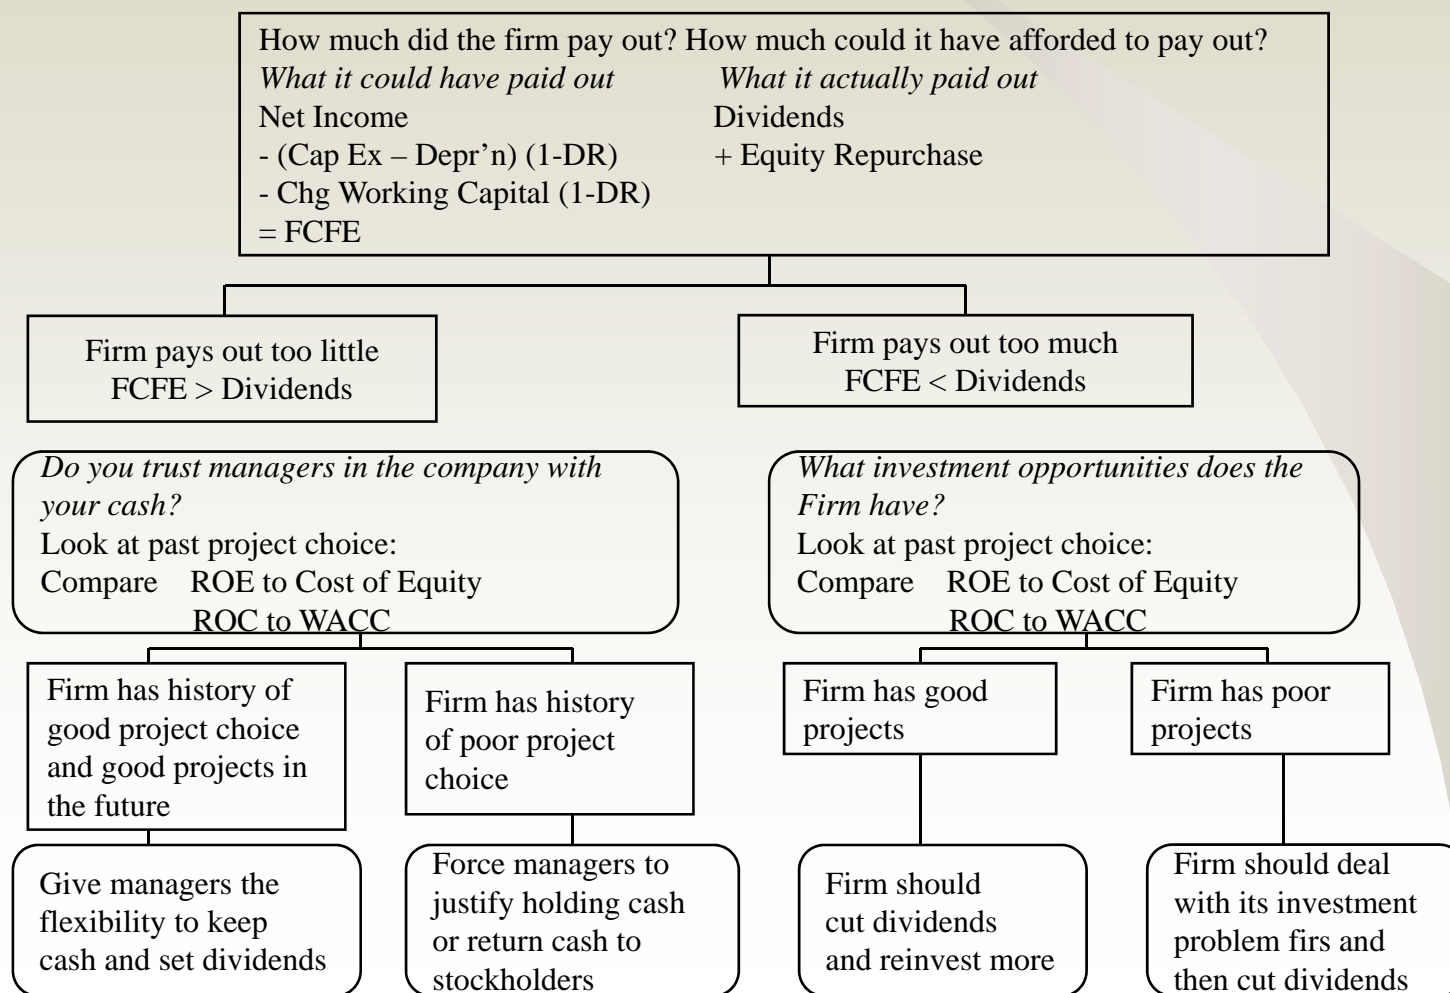 How much did the firm pay out? How much could it have afforded to pay out?
What it could have paid out What it actually paid out
Net Income Dividends
- (Cap Ex – Depr’n) (1-DR) + Equity Repurchase
- Chg Working Capital (1-DR)
= FCFE
Firm pays out too little
FCFE > Dividends
Firm pays out too much
FCFE < Dividends
Do you trust managers in the company with
your cash?
Look at past project choice:
Compare ROE to Cost of Equity
ROC to WACC
What investment opportunities does the
Firm have?
Look at past project choice:
Compare ROE to Cost of Equity
ROC to WACC
Firm has history of
good project choice
and good projects in
the future
Firm has history
of poor project
choice
Firm has good
projects
Firm has poor
projects
Give managers the
flexibility to keep
cash and set dividends
Force managers to
justify holding cash
or return cash to
stockholders
Firm should
cut dividends
and reinvest more
Firm should deal
with its investment
problem firs and
then cut dividends